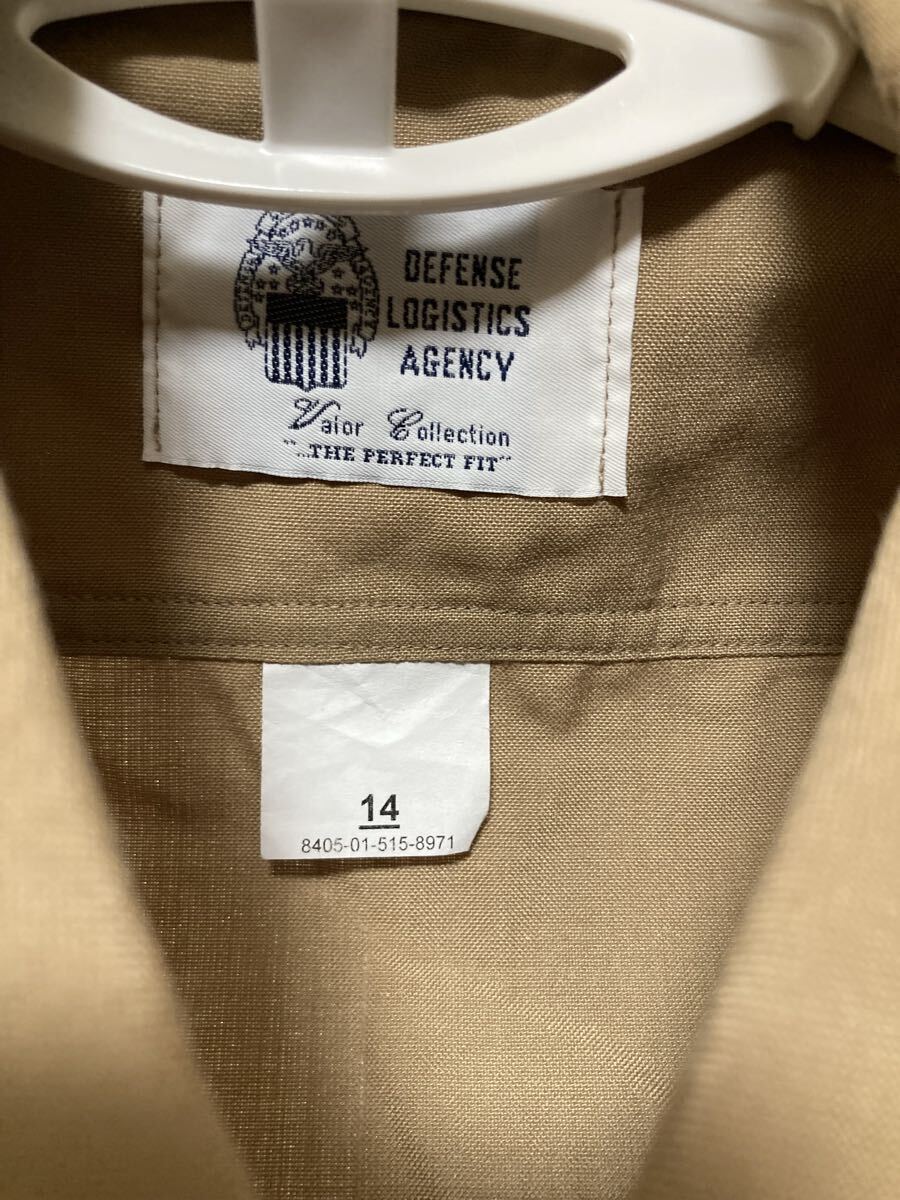 DEFENSE
LOGISTICS
AGENCY
Valor Collection
"...THE PERFECT FIT"
14
8405-01-515-8971